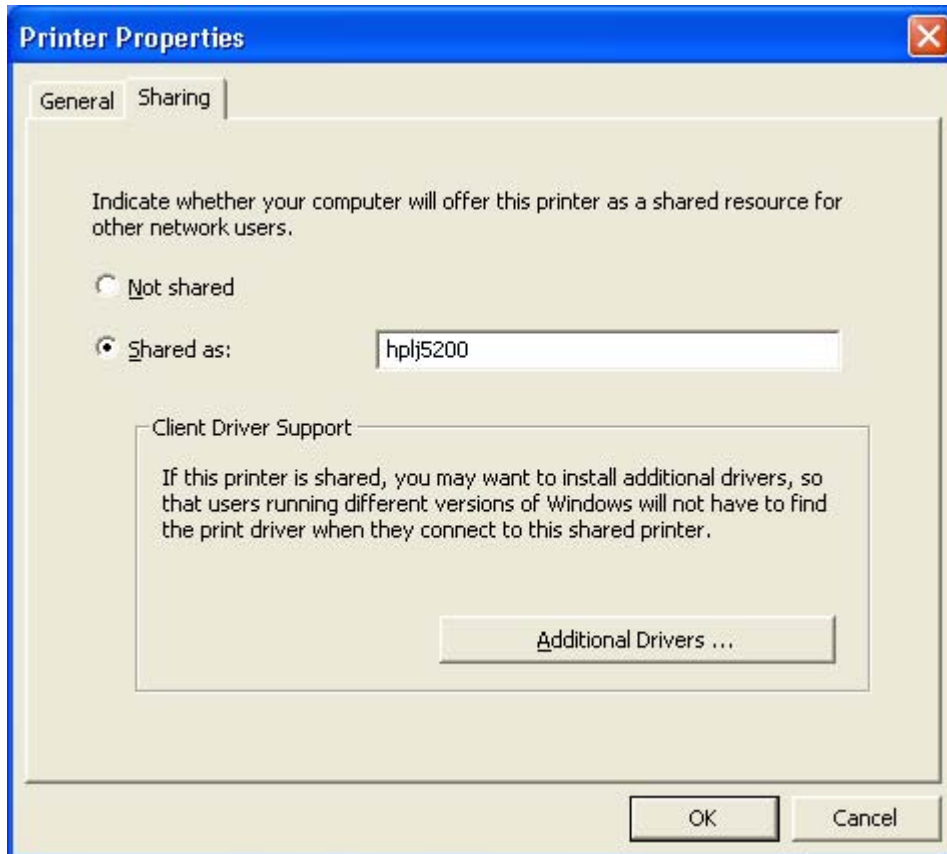 Printer Properties
General
Sharing
Indicate whether your computer will offer this printer as a shared resource for
other network users.
Not shared
Shared as:
hplj5200
Client Driver Support
If this printer is shared, you may want to install additional drivers, so
that users running different versions of Windows will not have to find
the print driver when they connect to this shared printer.
Additional Drivers ...
OK
Cancel